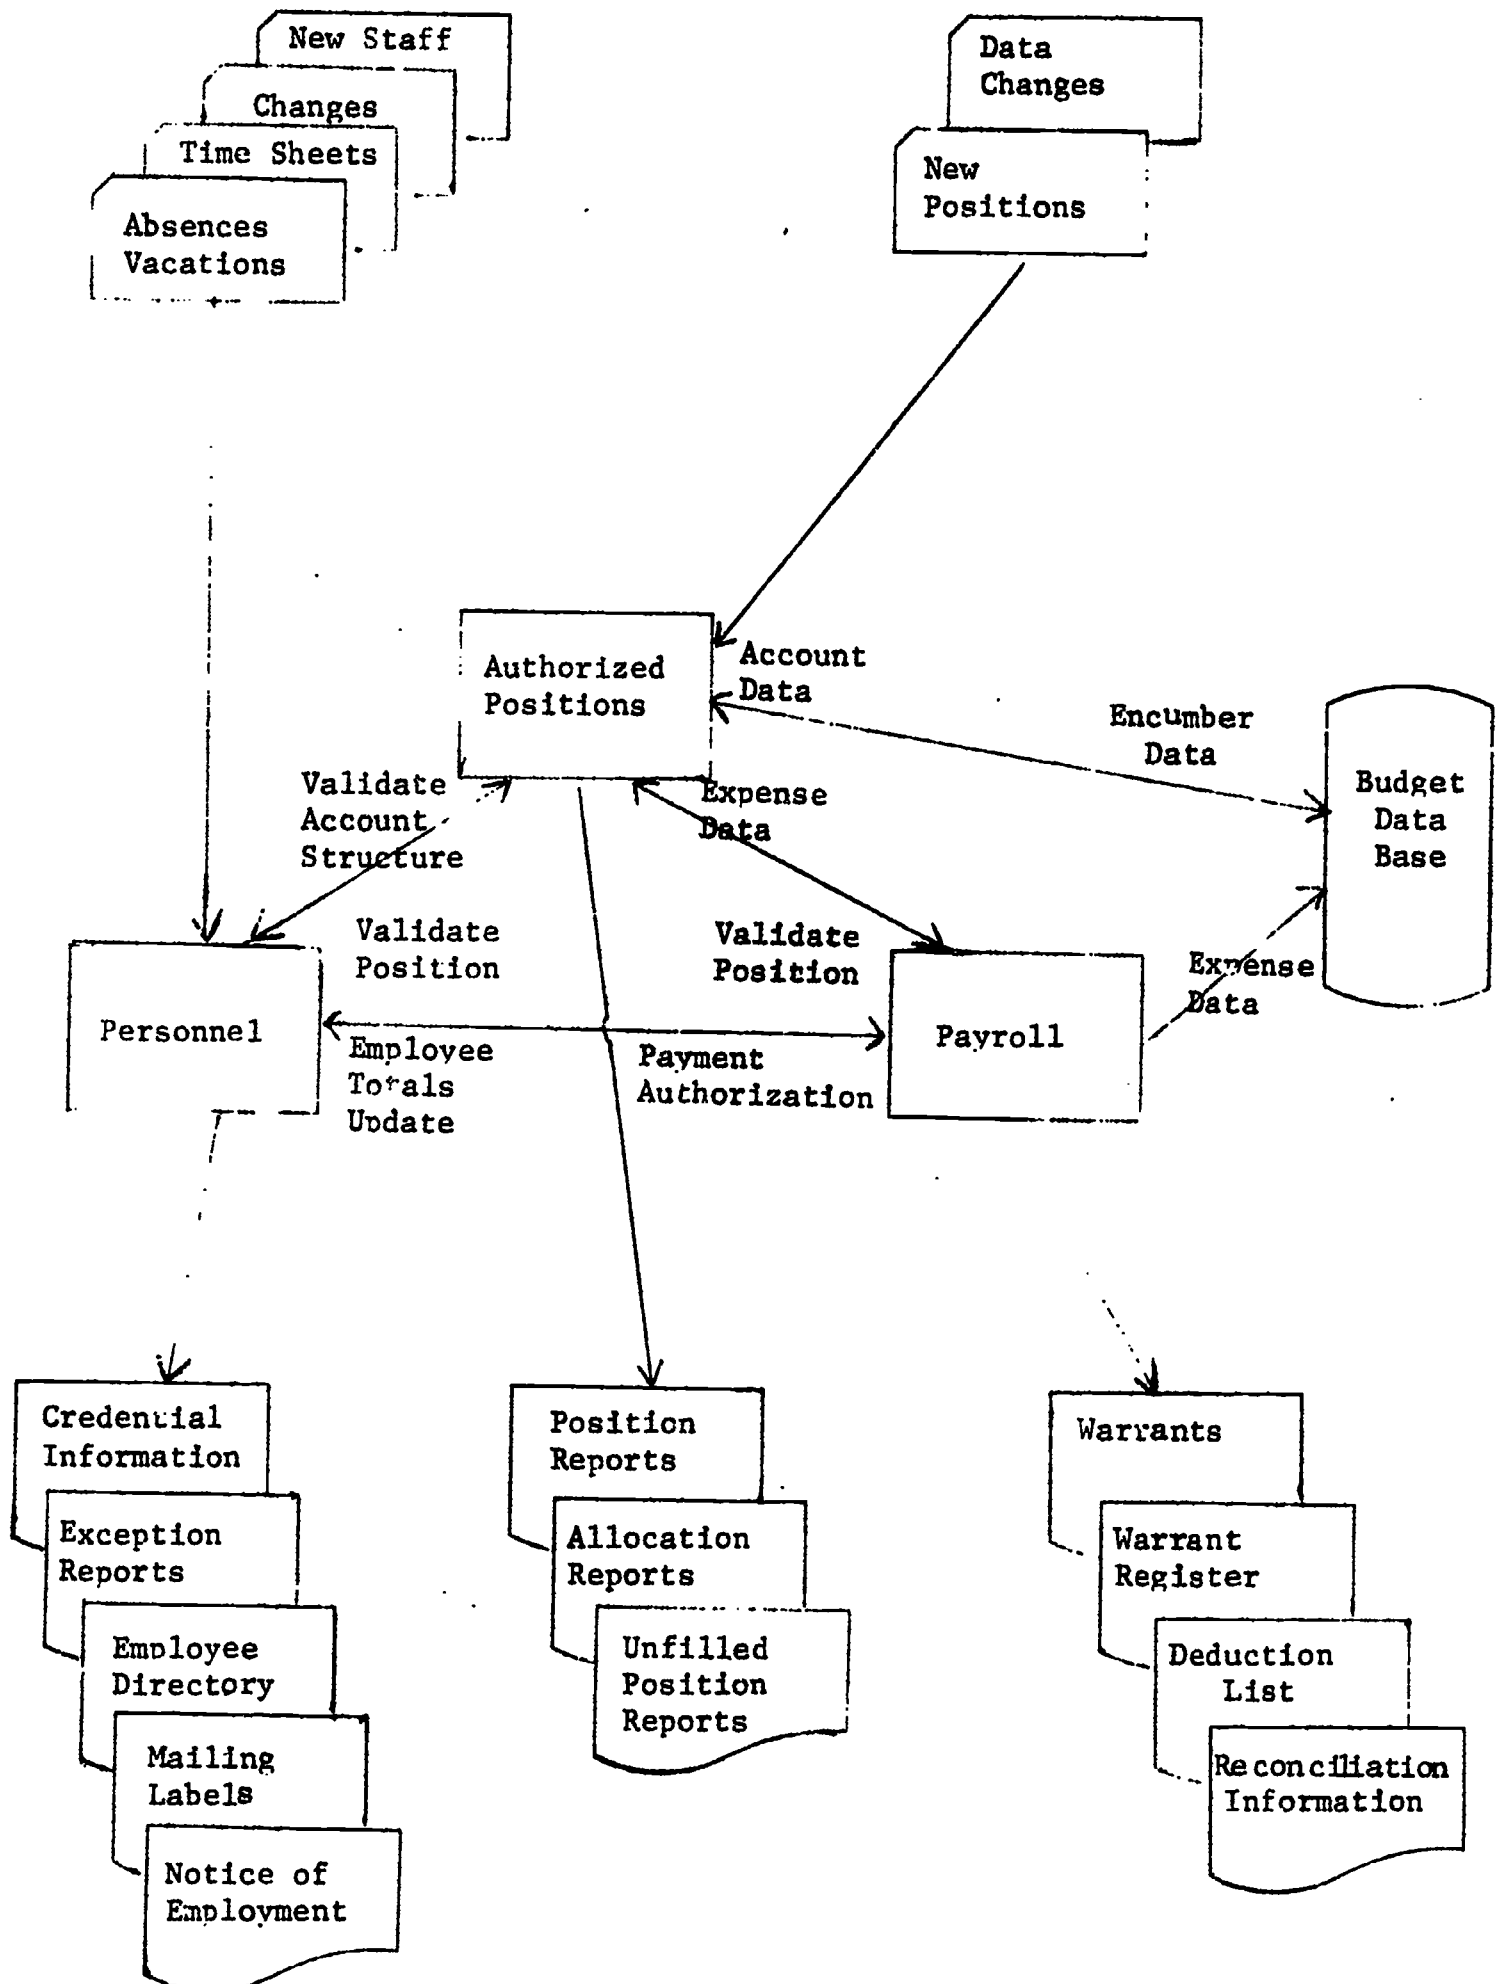 New Staff
Changes
Time Sheets
Absences
Vacations
Data
Changes
New
Positions
Authorized
Positions
Account
Data
Encumber
Data
Budget
Data
Base
Validate
Account
Structure
Expense
Data
Validate
Position
Validate
Position
Expense
Data
Personnel
Payroll
Employee
Totals
Update
Payment
Authorization
Credential
Information
Exception
Reports
Employee
Directory
Mailing
Labels
Notice of
Employment
Position
Reports
Allocation
Reports
Unfilled
Position
Reports
Warrants
Warrant
Register
Deduction
List
Reconciliation
Information